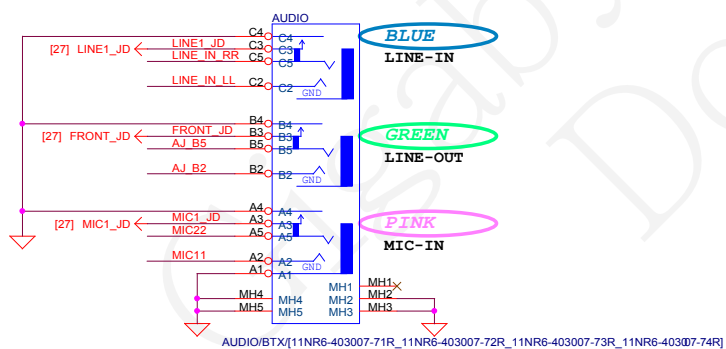 AUDIO
C4 C4 BLUE
[27] LINE1_JD LINE1_JD C3 C3
LINE_IN_RR C5 C5 LINE-IN
LINE_IN_LL C2 C2
GND
B4 B4
[27] FRONT_JD FRONT_JD B3 B3 GREEN
AJ_B5 B5 B5
LINE-OUT
AJ_B2 B2 B2
GND
A4 A4
[27] MIC1_JD MIC1_JD A3 A3 PINK
MIC22 A5 A5
MIC-IN
MIC11 A2 A2
GND
A1 A1
MH1 MH1
MH4 MH4 MH2 MH2
MH5 MH5 MH3 MH3
AUDIO/BTX/[11NR6-403007-71R_11NR6-403007-72R_11NR6-403007-73R_11NR6-403007-74R]